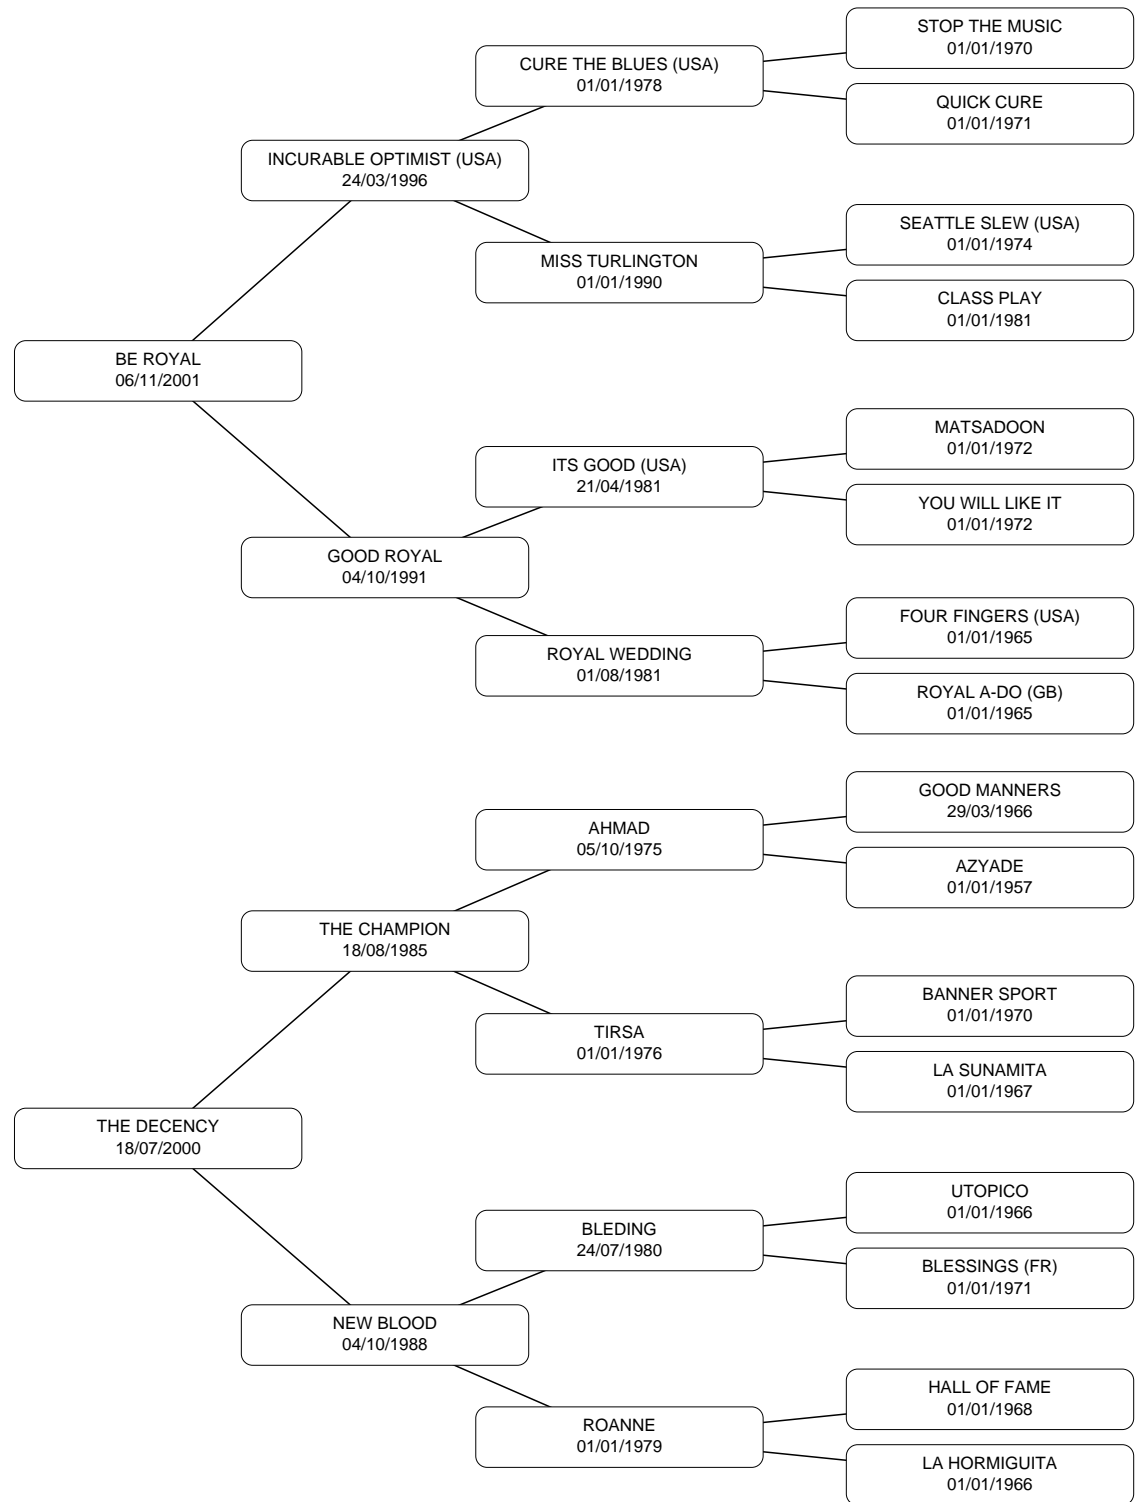 STOP THE MUSIC
01/01/1970
CURE THE BLUES (USA)
01/01/1978
QUICK CURE
01/01/1971
INCURABLE OPTIMIST (USA)
24/03/1996
SEATTLE SLEW (USA)
01/01/1974
MISS TURLINGTON
01/01/1990
CLASS PLAY
01/01/1981
BE ROYAL
06/11/2001
MATSADOON
01/01/1972
ITS GOOD (USA)
21/04/1981
YOU WILL LIKE IT
01/01/1972
GOOD ROYAL
04/10/1991
FOUR FINGERS (USA)
01/01/1965
ROYAL WEDDING
01/08/1981
ROYAL A-DO (GB)
01/01/1965
GOOD MANNERS
29/03/1966
AHMAD
05/10/1975
AZYADE
01/01/1957
THE CHAMPION
18/08/1985
BANNER SPORT
01/01/1970
TIRSA
01/01/1976
LA SUNAMITA
01/01/1967
THE DECENCY
18/07/2000
UTOPICO
01/01/1966
BLEDING
24/07/1980
BLESSINGS (FR)
01/01/1971
NEW BLOOD
04/10/1988
HALL OF FAME
01/01/1968
ROANNE
01/01/1979
LA HORMIGUITA
01/01/1966